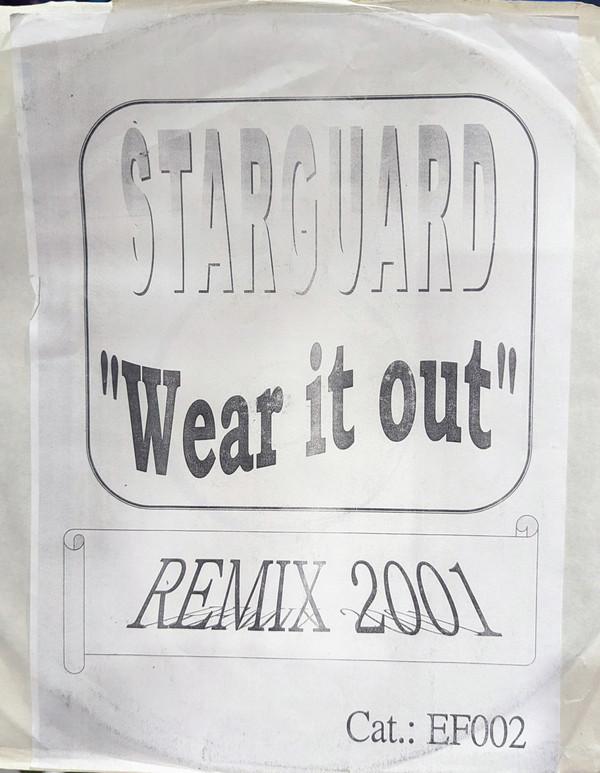 STARGUARD
"Wear it out"
REMIX 2001
Cat.: EF002